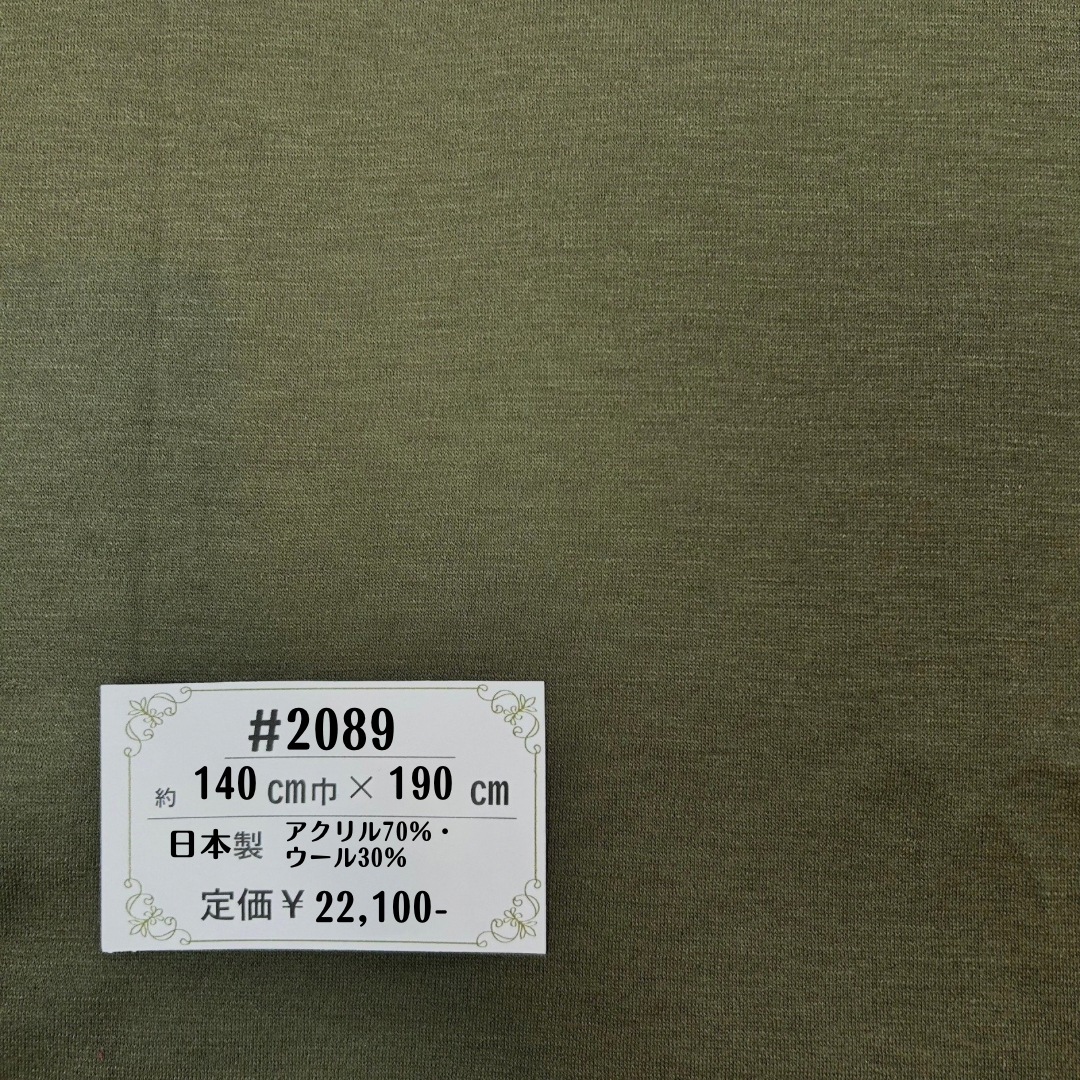 #2089
約 140 cm巾 × 190 cm
日本製 アクリル70%・
ウール30%
定価¥ 22,100-